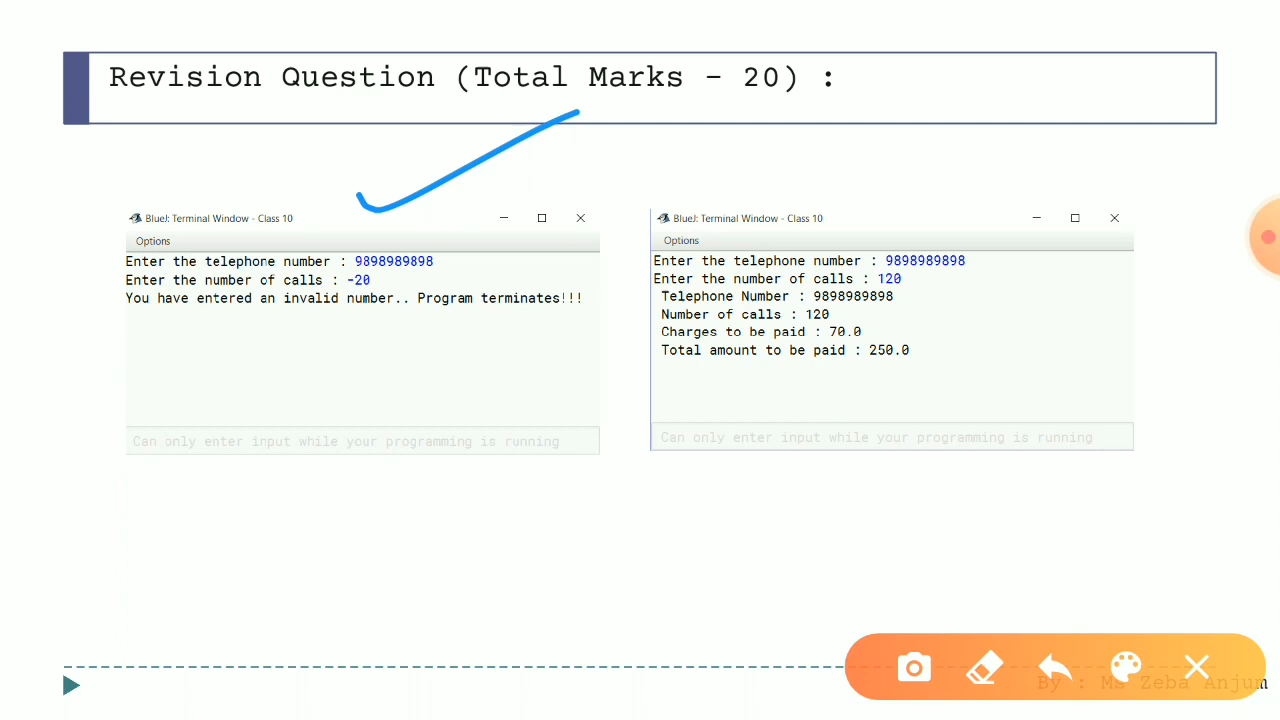 Revision Question (Total Marks - 20) :
BlueJ: Terminal Window - Class 10
Options
Enter the telephone number : 9898989898
Enter the number of calls : -20
You have entered an invalid number.. Program terminates!!!
Can only enter input while your programming is running
BlueJ: Terminal Window - Class 10
Options
Enter the telephone number : 9898989898
Enter the number of calls : 120
Telephone Number : 9898989898
Number of calls : 120
Charges to be paid : 70.0
Total amount to be paid : 250.0
Can only enter input while your programming is running
By : Ms Zeba Anjum